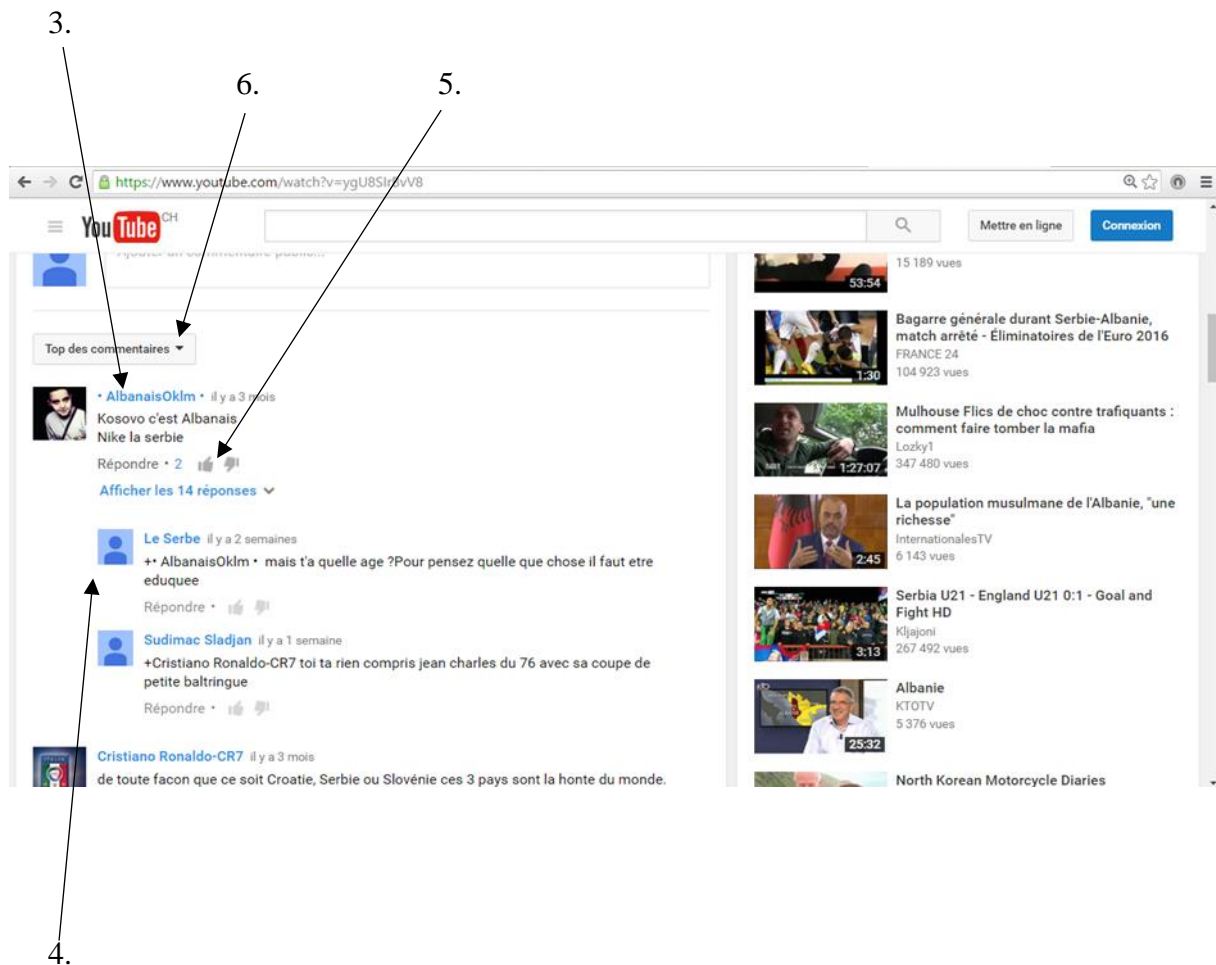 3.
6.
5.
https://www.youtube.com/watch?v=ygU8SIrBvV8
YouTube CH
Mettre en ligne
Connexion
Ajouter un commentaire public...
Top des commentaires
• AlbanaisOklm • il y a 3 mois
Kosovo c'est Albanais
Nike la serbie
Répondre • 2
Afficher les 14 réponses
Le Serbe il y a 2 semaines
+• AlbanaisOklm • mais t'a quelle age ?Pour pensez quelle que chose il faut etre
eduquee
Répondre •
Sudimac Sladjan il y a 1 semaine
+Cristiano Ronaldo-CR7 toi ta rien compris jean charles du 76 avec sa coupe de
petite baltringue
Répondre •
Cristiano Ronaldo-CR7 il y a 3 mois
de toute facon que ce soit Croatie, Serbie ou Slovénie ces 3 pays sont la honte du monde.
53:54
15 189 vues
1:30
Bagarre générale durant Serbie-Albanie,
match arrêté - Éliminatoires de l'Euro 2016
FRANCE 24
104 923 vues
1:27:07
Mulhouse Flics de choc contre trafiquants :
comment faire tomber la mafia
Lozky1
347 480 vues
2:45
La population musulmane de l'Albanie, "une
richesse"
InternationalesTV
6 143 vues
3:13
Serbia U21 - England U21 0:1 - Goal and
Fight HD
Kljajoni
267 492 vues
25:32
Albanie
KTOTV
5 376 vues
North Korean Motorcycle Diaries
4.